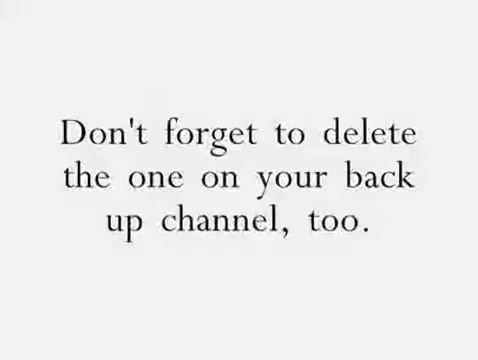 Don't forget to delete
the one on your back
up channel, too.